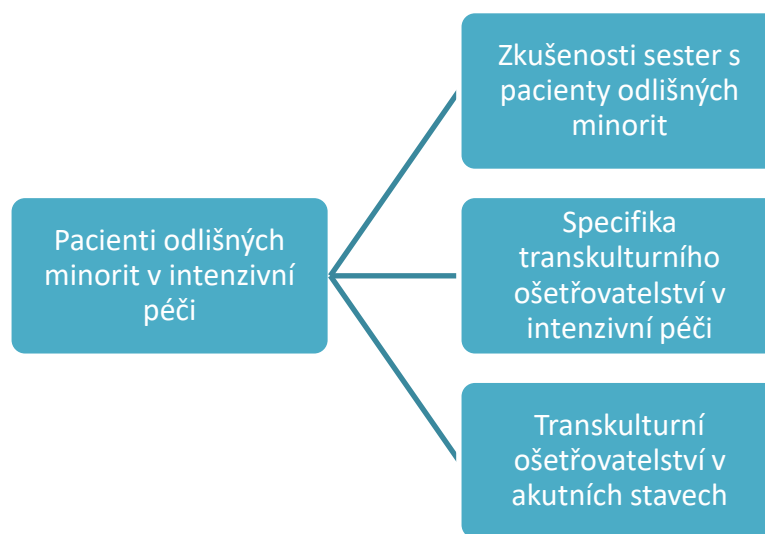 Pacienti odlišných
minorit v intenzivní
péči
Zkušenosti sester s
pacienty odlišných
minorit
Specifika
transkulturního
ošetřovatelství v
intenzivní péči
Transkulturní
ošetřovatelství v
akutních stavech